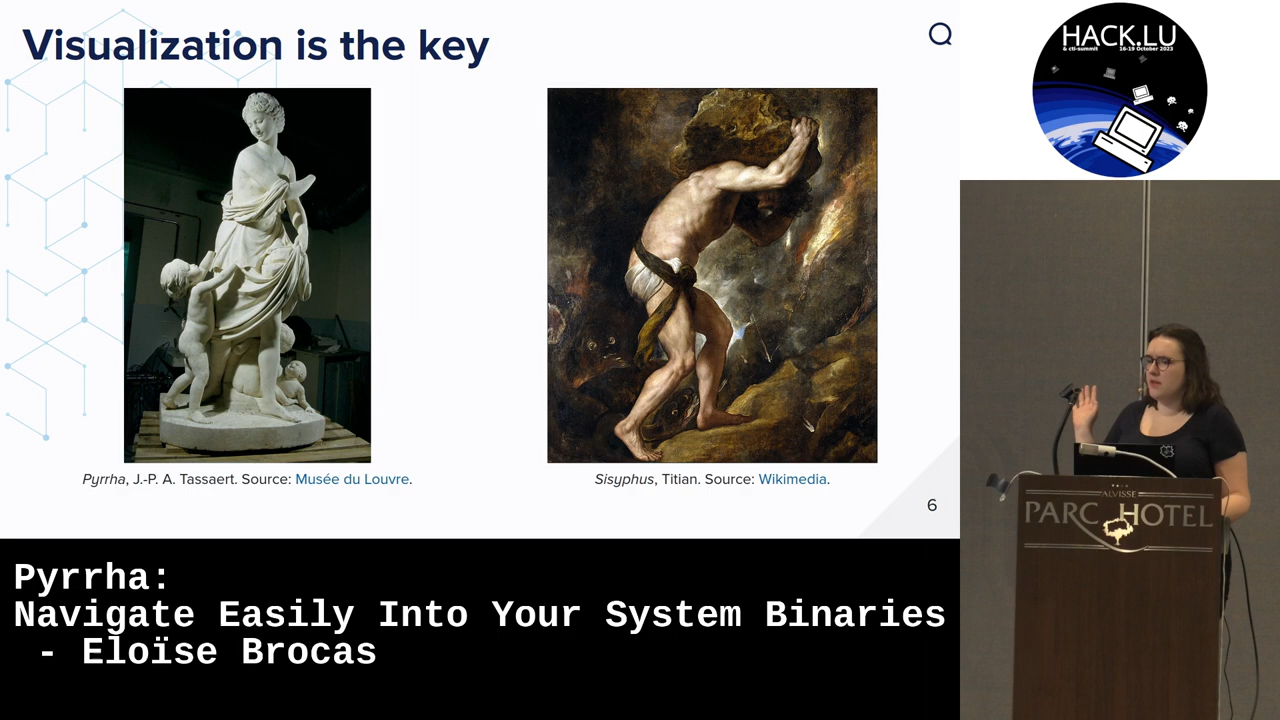 Visualization is the key
Pyrrha, J.-P. A. Tassaert. Source: Musée du Louvre.
Sisyphus, Titian. Source: Wikimedia.
6
HACK.LU
& cti-summit 16-19 October 2023
ALVISSE
PARC HOTEL
Pyrrha:
Navigate Easily Into Your System Binaries
- Eloïse Brocas